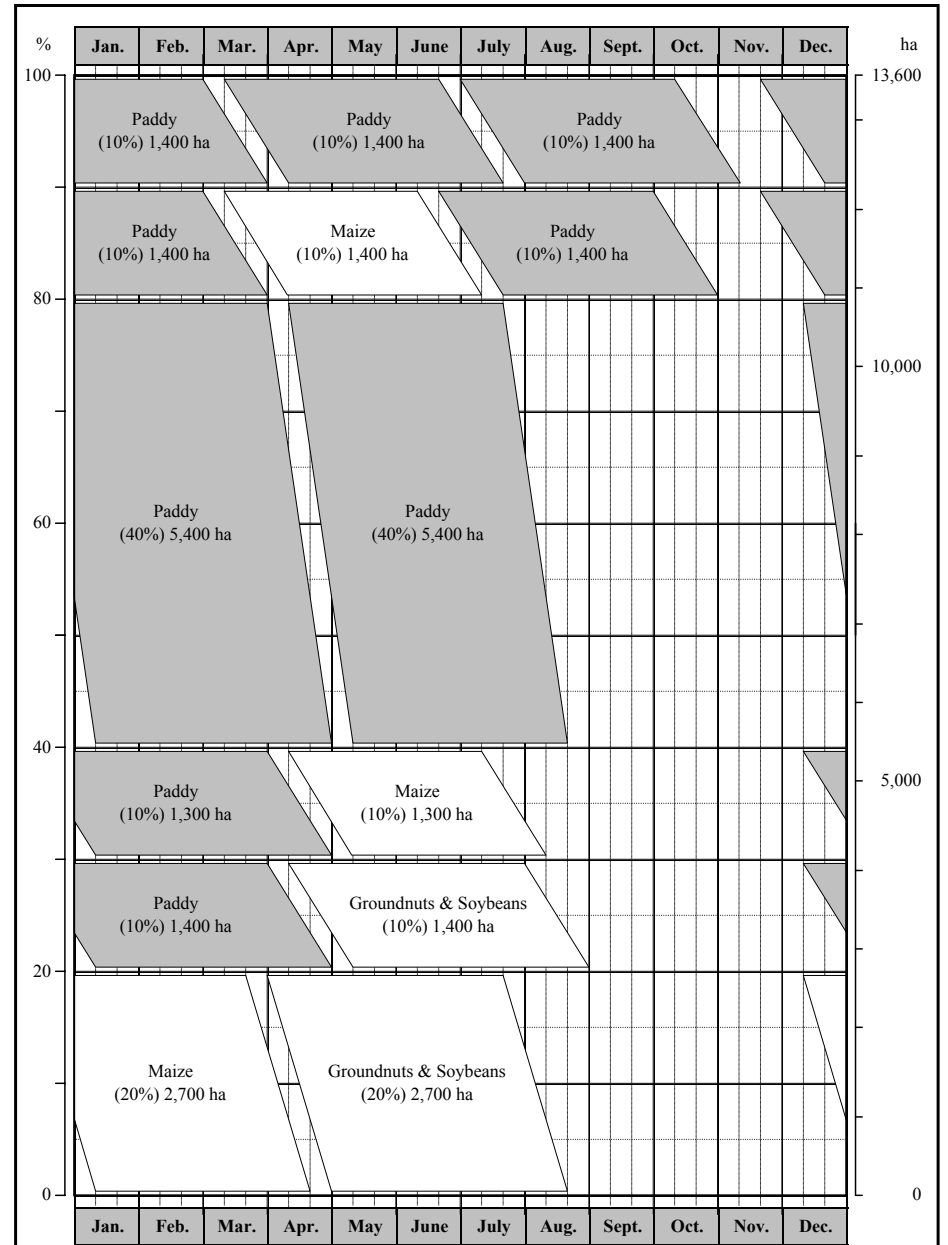 % Jan. Feb. Mar. Apr. May June July Aug. Sept. Oct. Nov. Dec. ha
100 13,600
Paddy Paddy Paddy
(10%) 1,400 ha (10%) 1,400 ha (10%) 1,400 ha
Paddy Maize Paddy
(10%) 1,400 ha (10%) 1,400 ha (10%) 1,400 ha
80
10,000
Paddy Paddy
(40%) 5,400 ha (40%) 5,400 ha
60
40
5,000
Paddy Maize
(10%) 1,300 ha (10%) 1,300 ha
Paddy Groundnuts & Soybeans
(10%) 1,400 ha (10%) 1,400 ha
20
Maize Groundnuts & Soybeans
(20%) 2,700 ha (20%) 2,700 ha
0 0
Jan. Feb. Mar. Apr. May June July Aug. Sept. Oct. Nov. Dec.